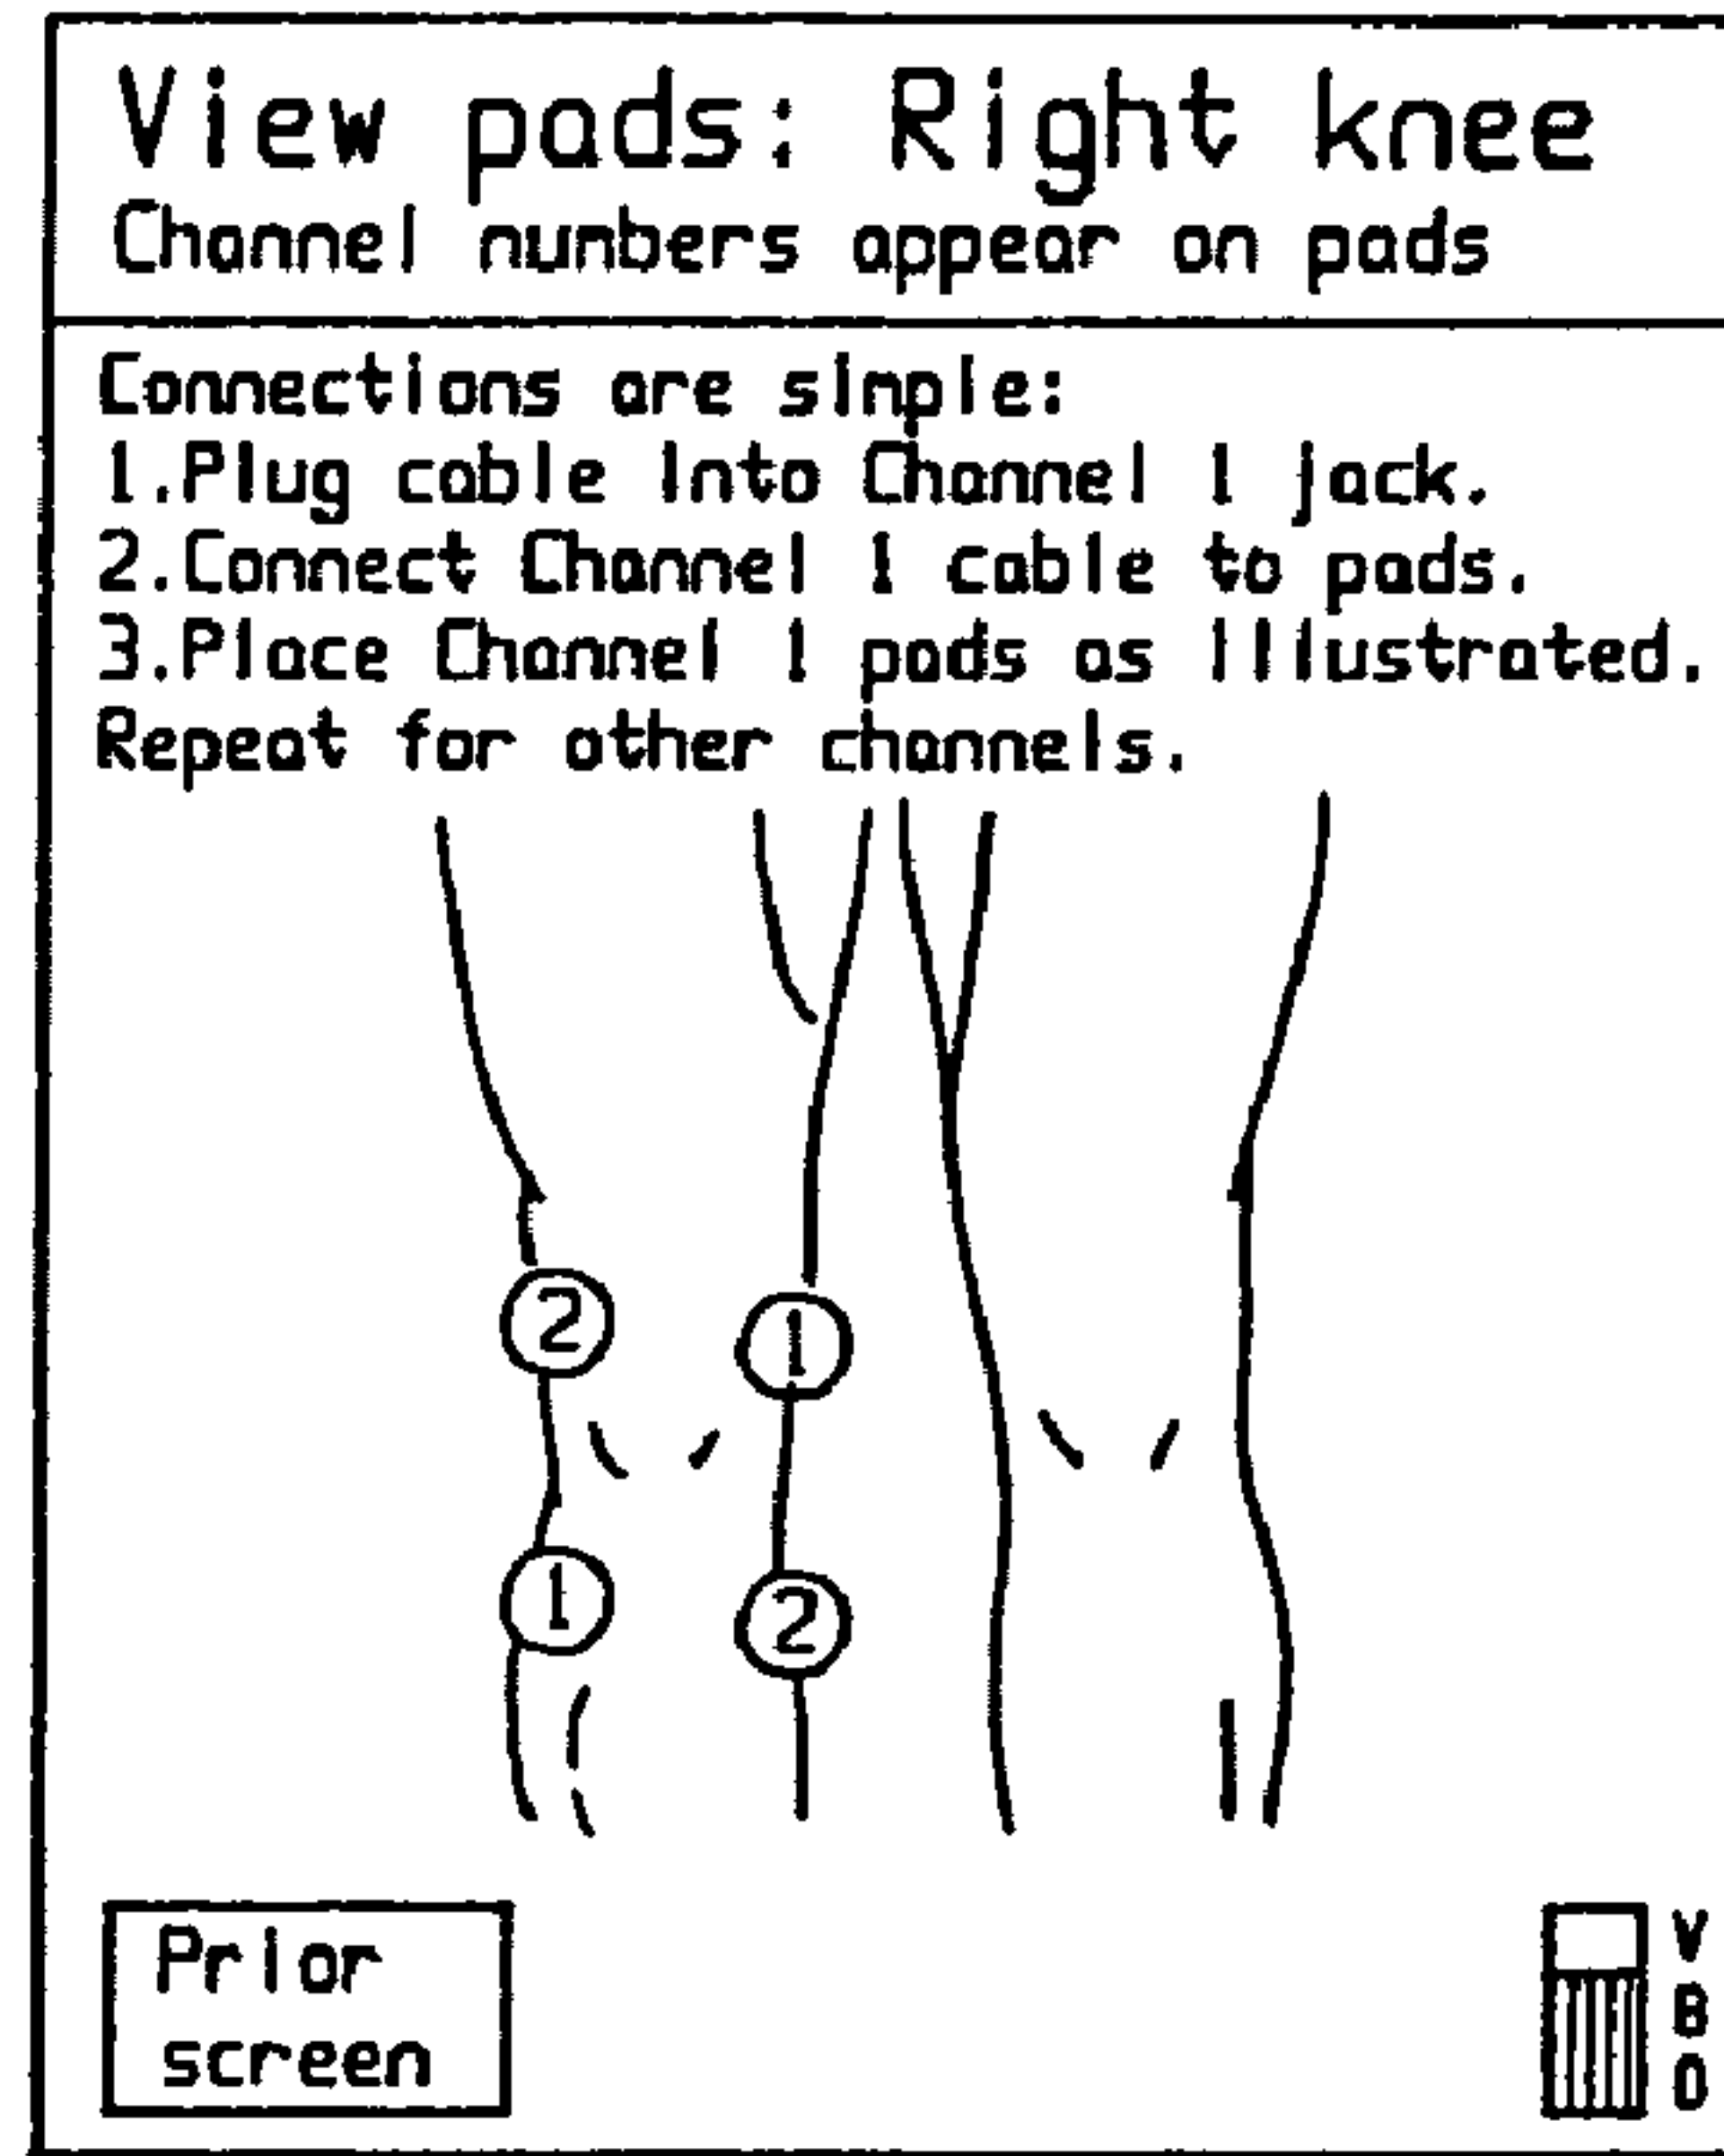 View pads: Right knee
Channel numbers appear on pads
Connections are simple:
1.Plug cable into Channel 1 jack.
2.Connect Channel 1 cable to pads.
3.Place Channel 1 pads as illustrated.
Repeat for other channels.
2
1
1
2
Prior
screen
V
B
O